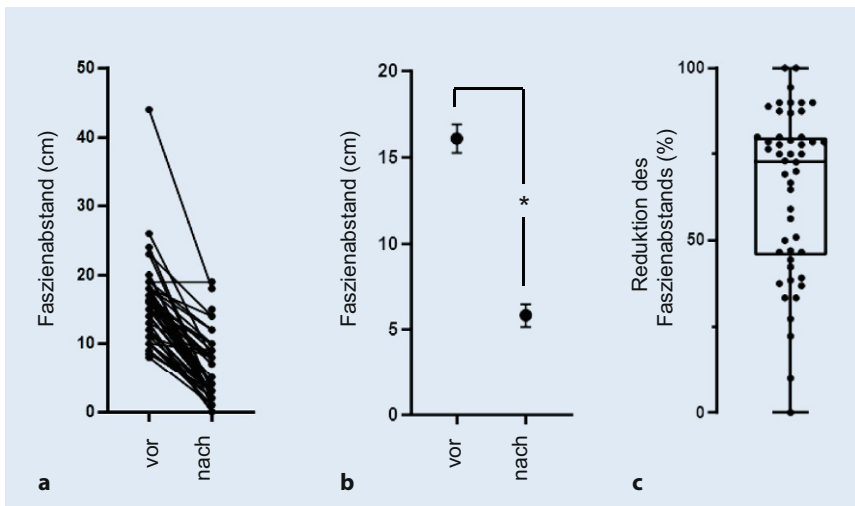 50
40
30
20
10
0
Faszienabstand (cm)
vor
nach
a
20
15
10
5
0
Faszienabstand (cm)
*
vor
nach
b
100
50
0
Reduktion des
Faszienabstands (%)
c